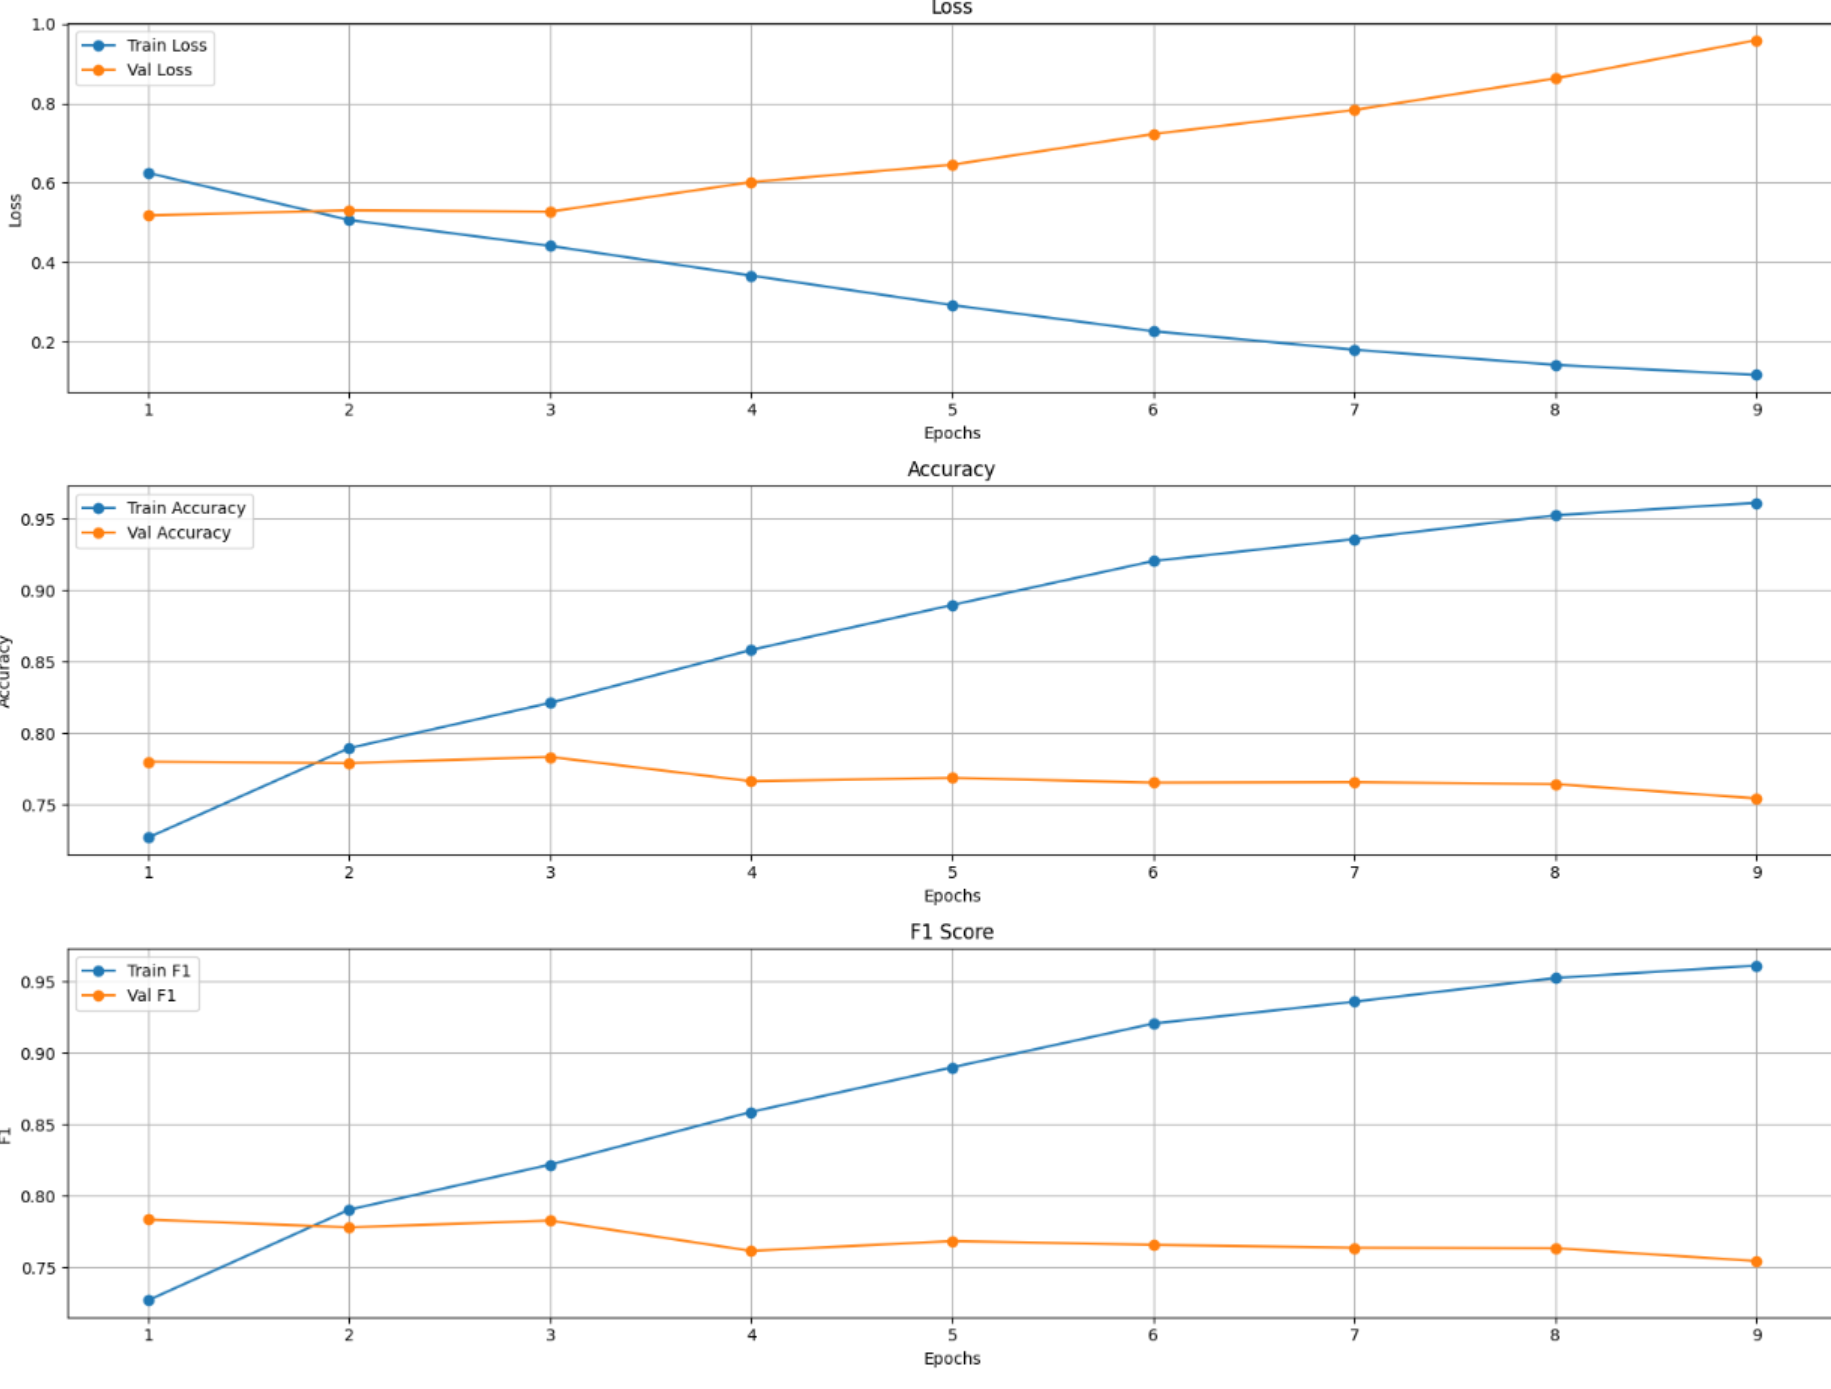 Loss
Train Loss
Val Loss
1.0
0.8
0.6
0.4
0.2
Loss
1 2 3 4 5 6 7 8 9
Epochs
Accuracy
Train Accuracy
Val Accuracy
0.95
0.90
0.85
0.80
0.75
Accuracy
1 2 3 4 5 6 7 8 9
Epochs
F1 Score
Train F1
Val F1
0.95
0.90
0.85
0.80
0.75
F1
1 2 3 4 5 6 7 8 9
Epochs